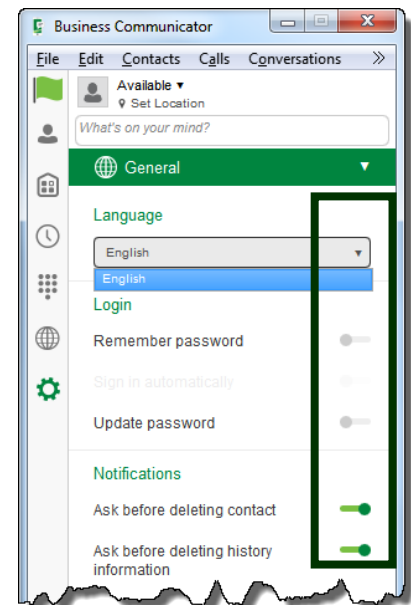 Business Communicator
File Edit Contacts Calls Conversations »
Available ▾
Set Location
What's on your mind?
General
Language
English
English
Login
Remember password
Sign in automatically
Update password
Notifications
Ask before deleting contact
Ask before deleting history
information